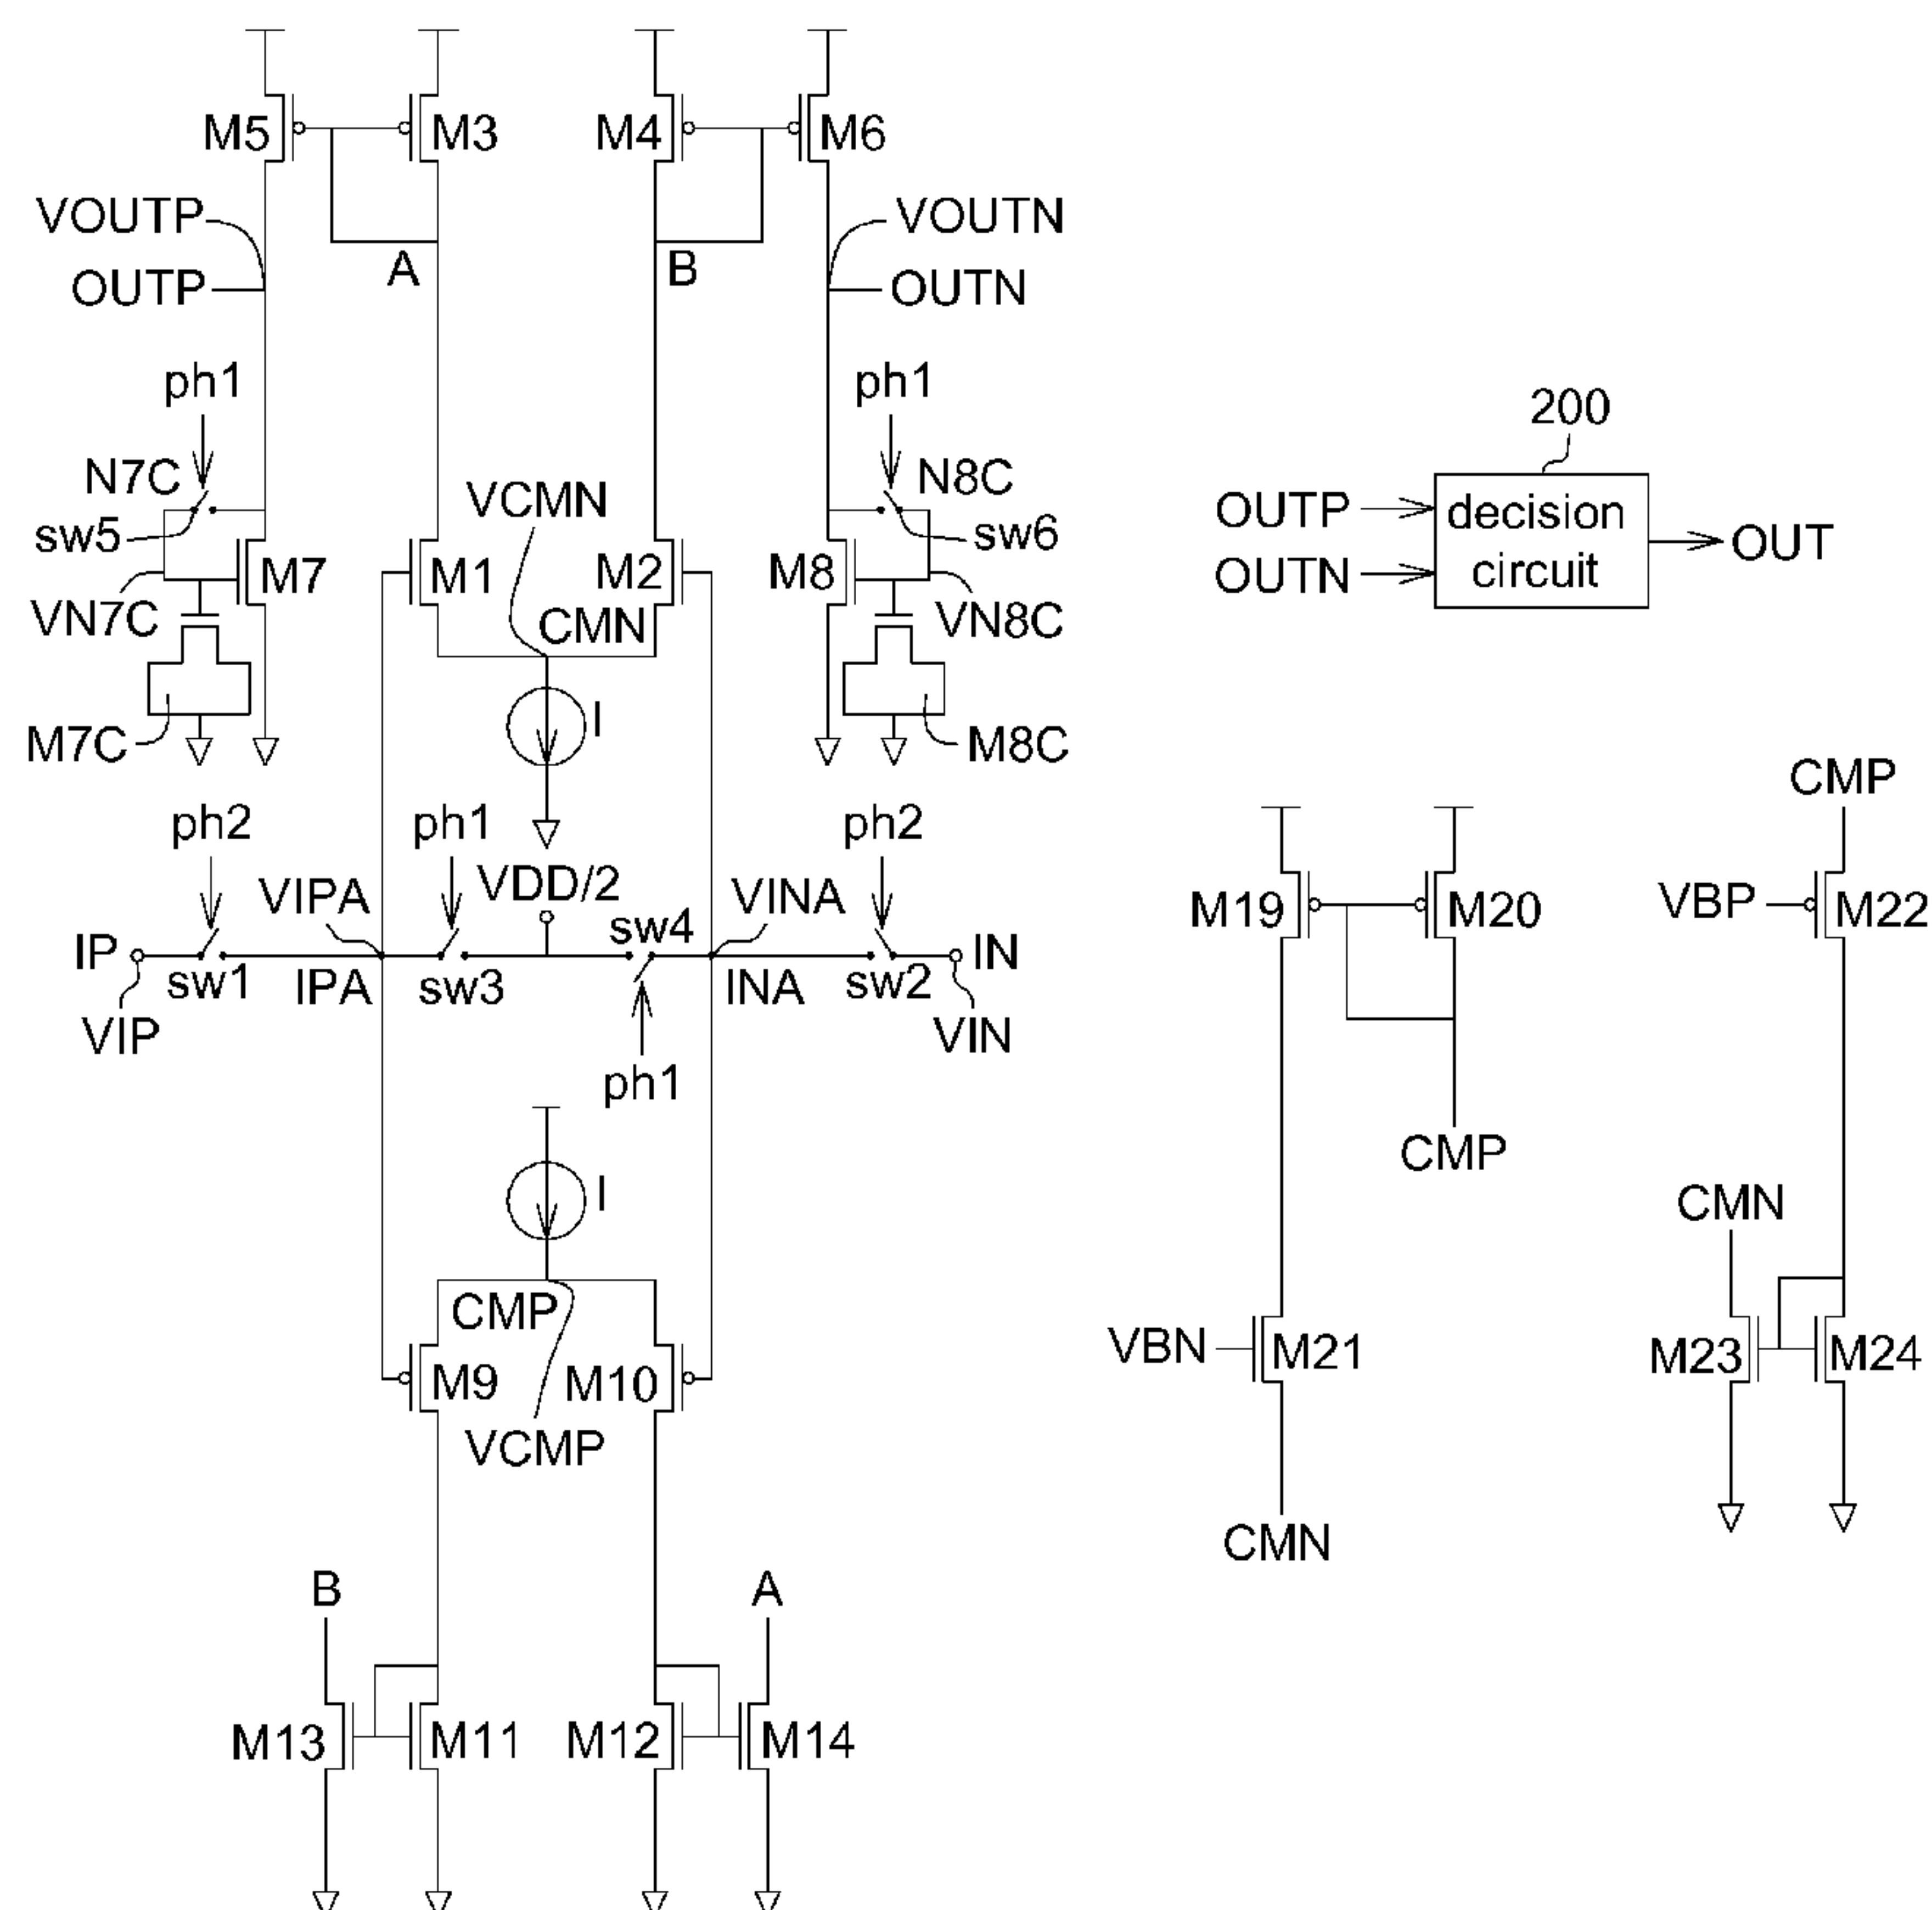 M5
M3
M4
M6
VOUTP
VOUTN
OUTP
A
B
OUTN
ph1
ph1
200
N7C
VCMN
N8C
OUTP
decision
sw5
sw6
OUT
M7
M1
M2
M8
OUTN
circuit
VN7C
CMN
VN8C
M7C
I
M8C
CMP
ph2
ph1
VDD/2
ph2
VIPA
VINA
M19
M20
VBP
M22
IP
sw4
IN
sw1
IPA
sw3
INA
sw2
VIP
VIN
ph1
CMP
I
CMN
CMP
M9
M10
VBN
M21
M23
M24
VCMP
CMN
B
A
M13
M11
M12
M14